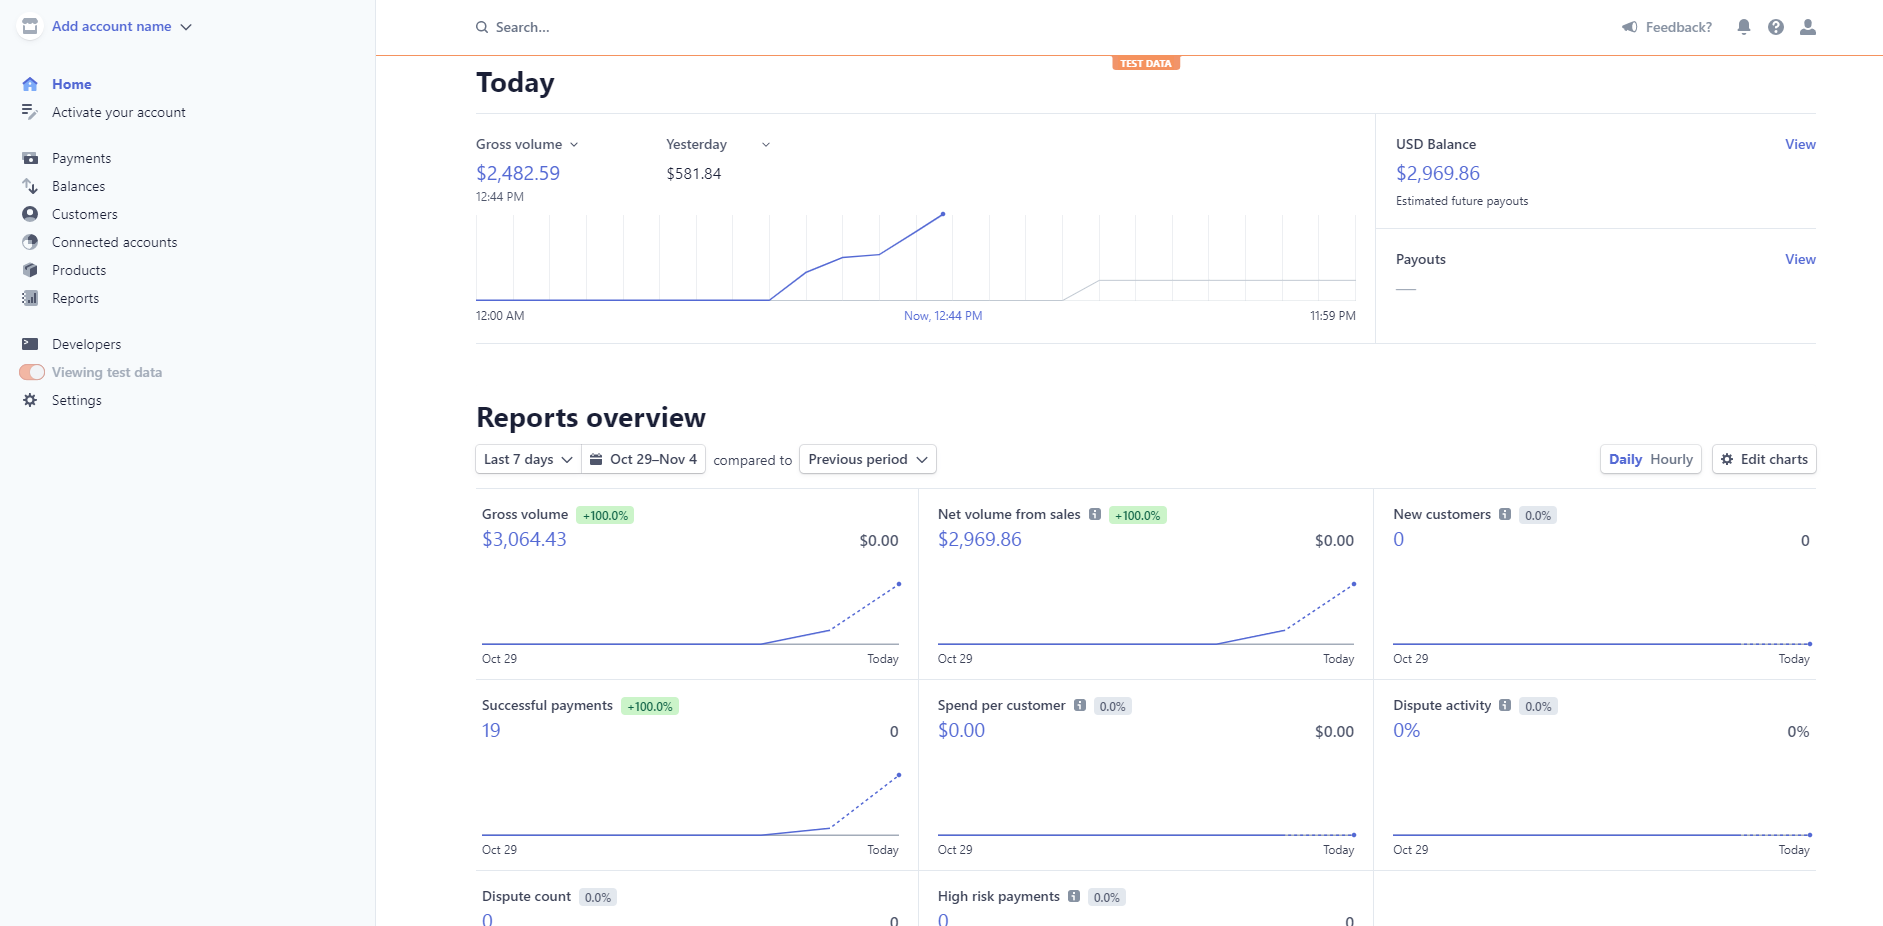 Add account name
Home
Activate your account
Payments
Balances
Customers
Connected accounts
Products
Reports
Developers
Viewing test data
Settings
Search...
Feedback?
TEST DATA
Today
Gross volume
$2,482.59
12:44 PM
Yesterday
$581.84
12:00 AM
Now, 12:44 PM
11:59 PM
USD Balance
View
$2,969.86
Estimated future payouts
Payouts
View
—
Reports overview
Last 7 days
Oct 29–Nov 4
compared to
Previous period
Daily Hourly
Edit charts
Gross volume +100.0%
$3,064.43 $0.00
Oct 29 Today
Net volume from sales +100.0%
$2,969.86 $0.00
Oct 29 Today
New customers 0.0%
0 0
Oct 29 Today
Successful payments +100.0%
19 0
Oct 29 Today
Spend per customer 0.0%
$0.00 $0.00
Oct 29 Today
Dispute activity 0.0%
0% 0%
Oct 29 Today
Dispute count 0.0%
0 0
High risk payments 0.0%
0 0